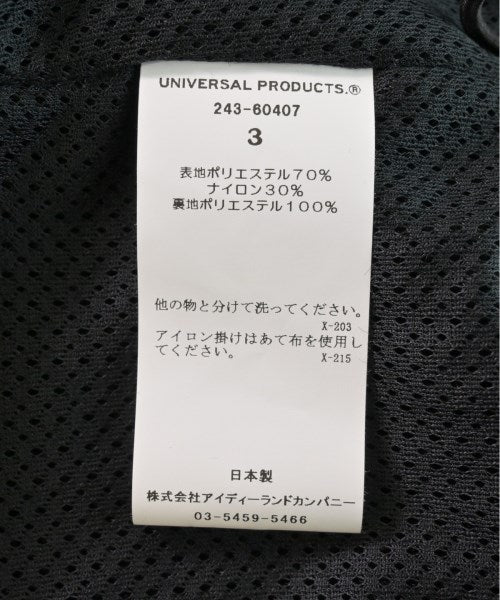 UNIVERSAL PRODUCTS.®
243-60407
3
表地ポリエステル70%
ナイロン30%
裏地ポリエステル100%
他の物と分けて洗ってください。
X-203
アイロン掛けはあて布を使用し
てください。 X-215
日本製
株式会社アイディーランドカンパニー
03-5459-5466